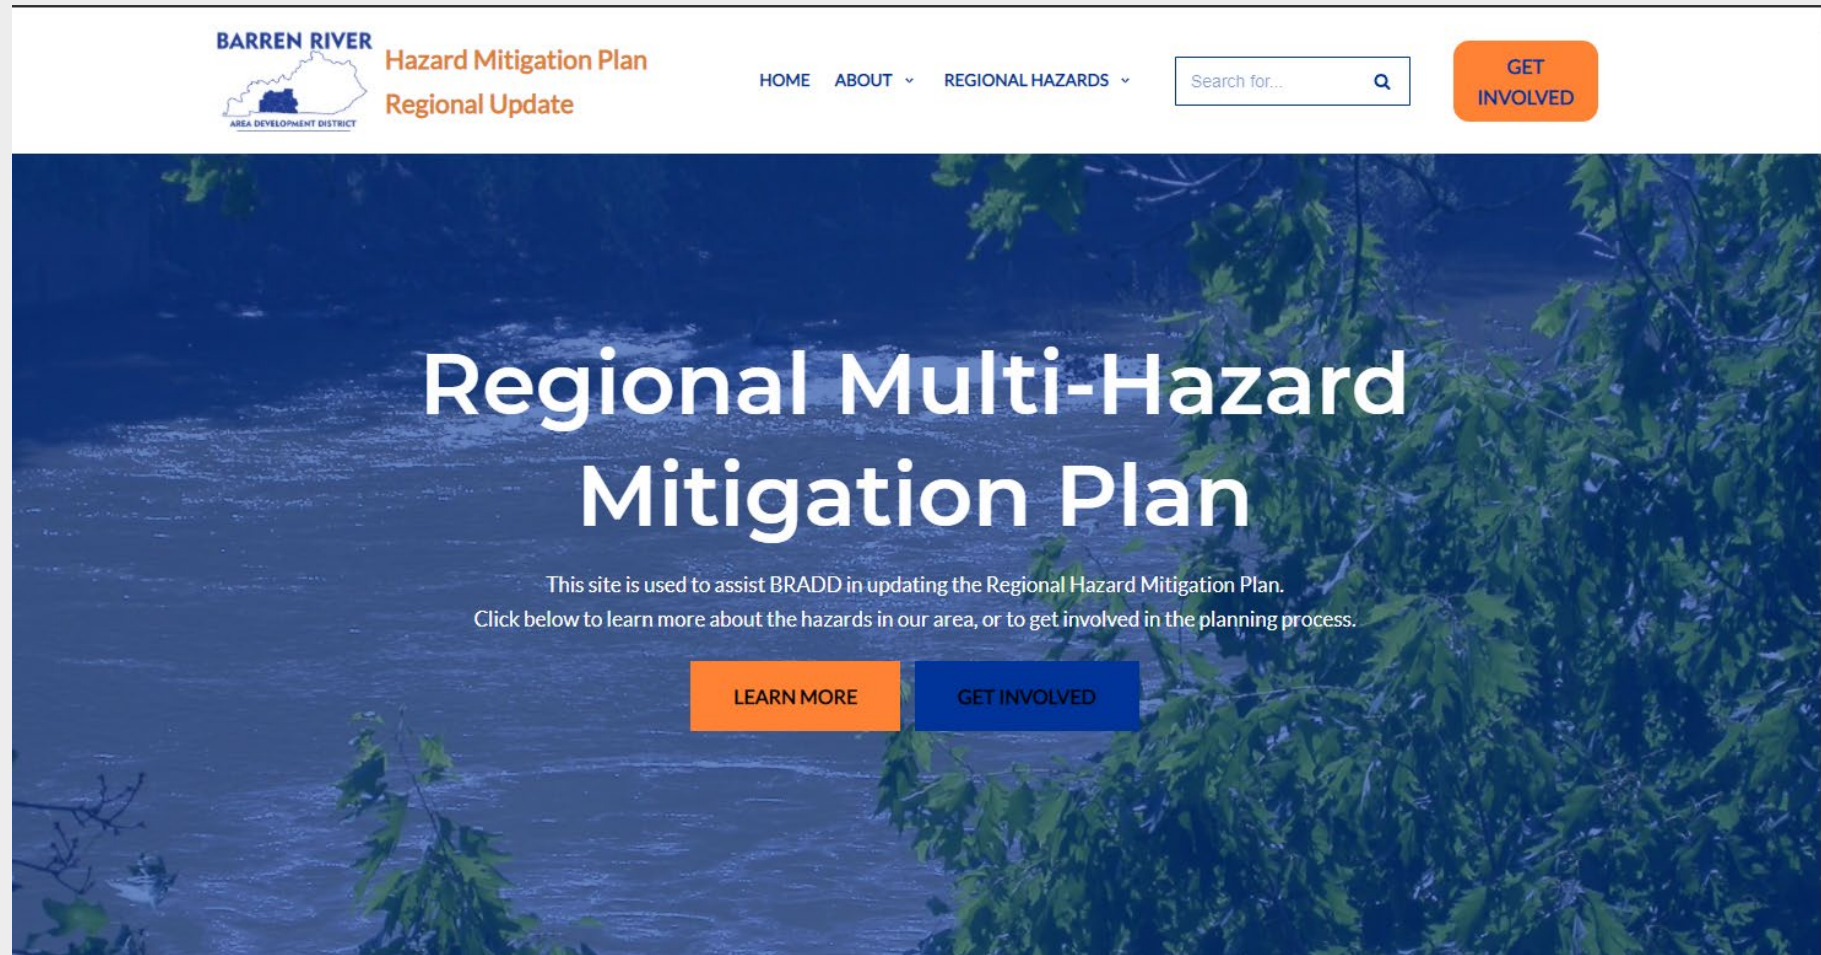 BARREN RIVER
AREA DEVELOPMENT DISTRICT
Hazard Mitigation Plan
Regional Update
HOME ABOUT REGIONAL HAZARDS
Search for...
GET
INVOLVED
Regional Multi-Hazard
Mitigation Plan
This site is used to assist BRADD in updating the Regional Hazard Mitigation Plan.
Click below to learn more about the hazards in our area, or to get involved in the planning process.
LEARN MORE
GET INVOLVED